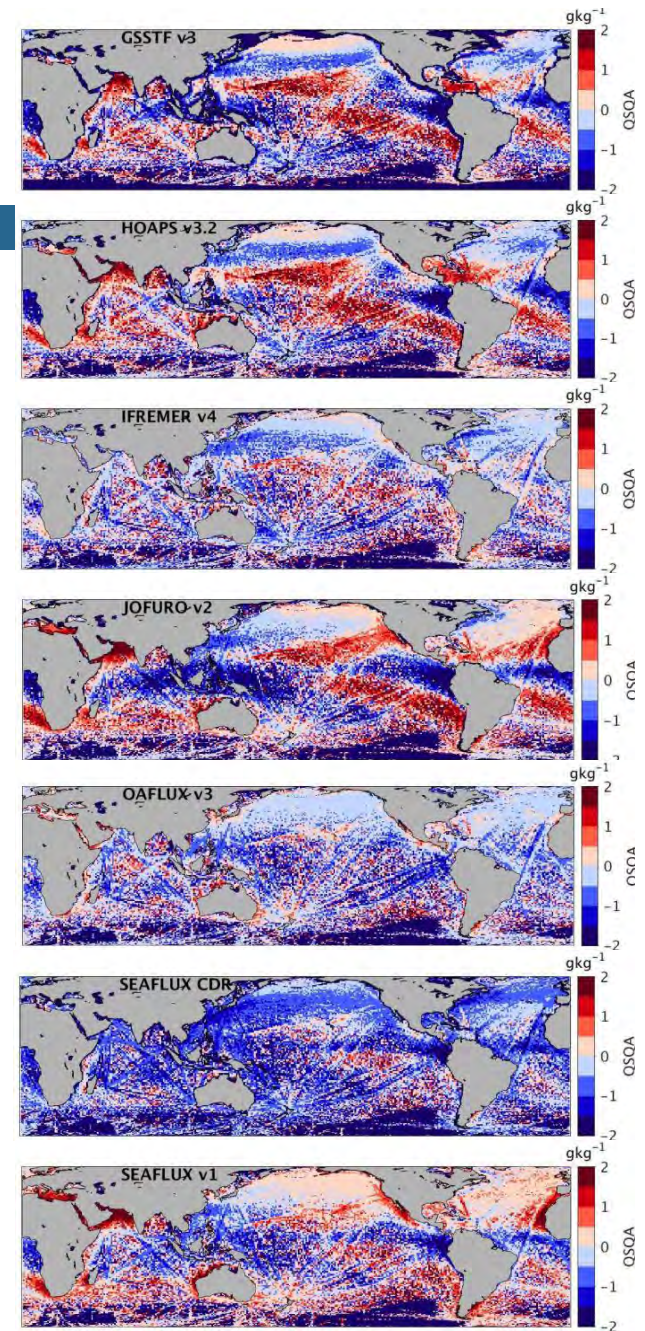 gkg⁻¹
GSSTF v3
2
1
0
-1
-2
QSQA
gkg⁻¹
HOAPS v3.2
2
1
0
-1
-2
QSQA
gkg⁻¹
IFREMER v4
2
1
0
-1
-2
QSQA
gkg⁻¹
JOFURO v2
2
1
0
-1
QSQA
gkg⁻¹
OAFLUX v3
2
1
0
-1
-2
QSQA
gkg⁻¹
SEAFLUX CDR
2
1
0
-1
-2
QSQA
gkg⁻¹
SEAFLUX v1
2
1
0
-1
-2
QSQA